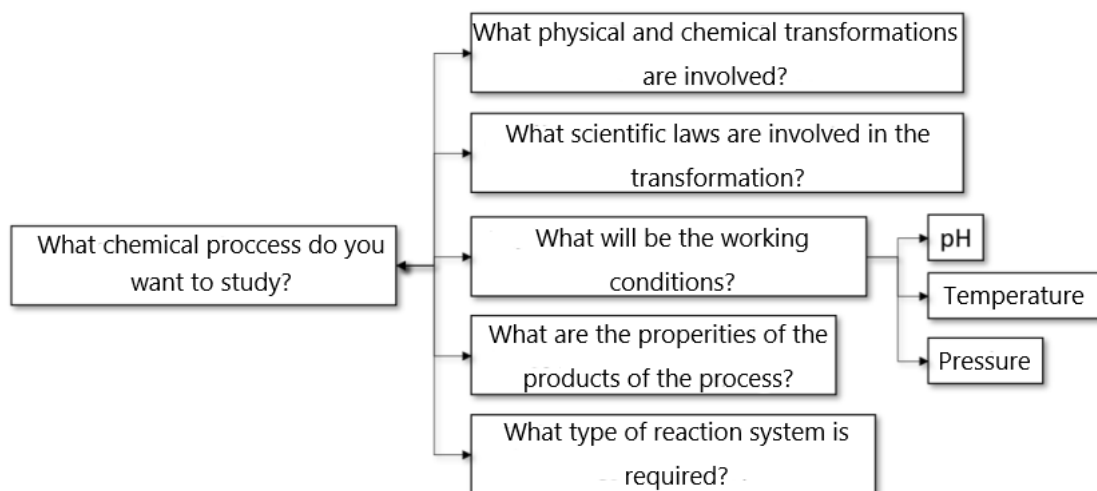 What physical and chemical transformations
are involved?
What scientific laws are involved in the
transformation?
What chemical proccess do you
want to study?
What will be the working
conditions?
pH
Temperature
Pressure
What are the properities of the
products of the process?
What type of reaction system is
required?